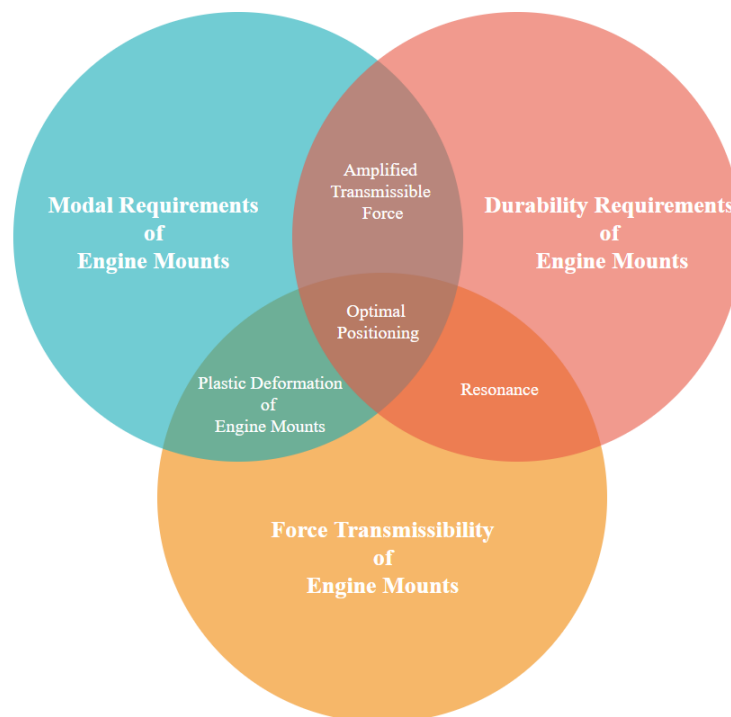 Amplified
Transmissible
Force
Modal Requirements
of
Engine Mounts
Durability Requirements
of
Engine Mounts
Optimal
Positioning
Plastic Deformation
of
Engine Mounts
Resonance
Force Transmissibility
of
Engine Mounts